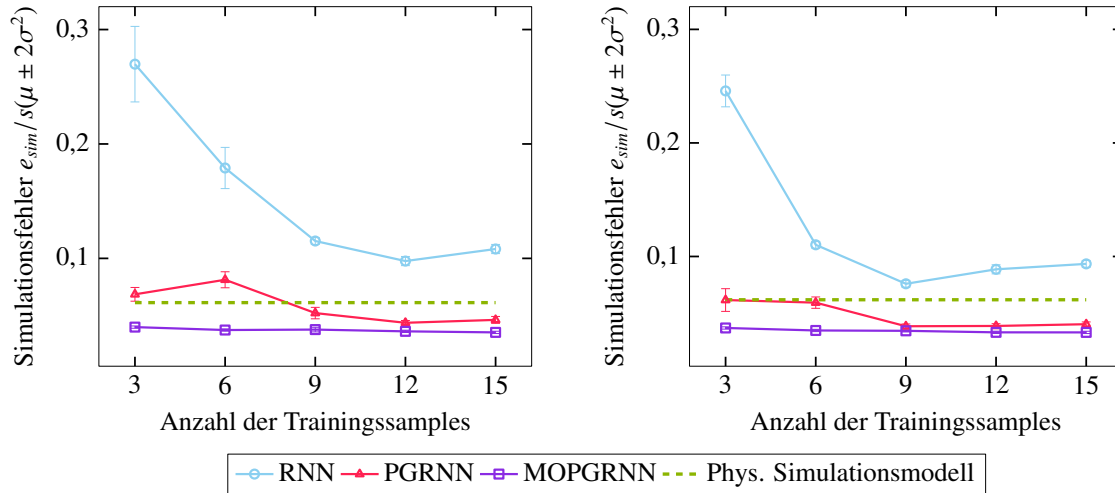 0,3
0,2
0,1
3 6 9 12 15
Anzahl der Trainingssamples
Simulationsfehler e_sim/s(μ ± 2σ²)
0,3
0,2
0,1
3 6 9 12 15
Anzahl der Trainingssamples
Simulationsfehler e_sim/s(μ ± 2σ²)
RNN PGRNN MOPGRNN Phys. Simulationsmodell